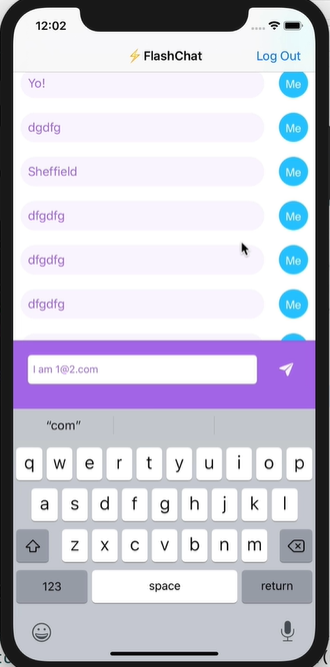 12:02
⚡FlashChat
Log Out
Yo!
Me
dgdfg
Me
Sheffield
Me
dfgdfg
Me
dfgdfg
Me
dfgdfg
Me
I am 1@2.com
“com”
q w e r t y u i o p
a s d f g h j k l
z x c v b n m
123 space return